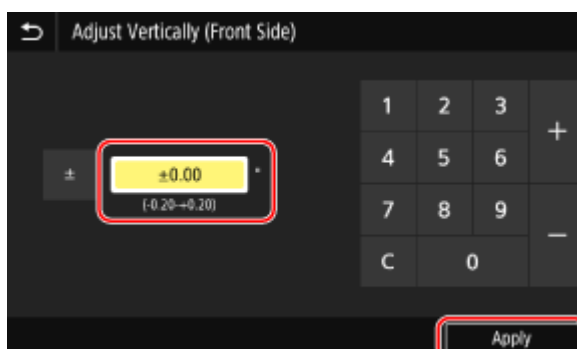 Adjust Vertically (Front Side)
1 2 3 +
4 5 6
± ±0.00 "
(-0.20~+0.20)
7 8 9 −
C 0
Apply